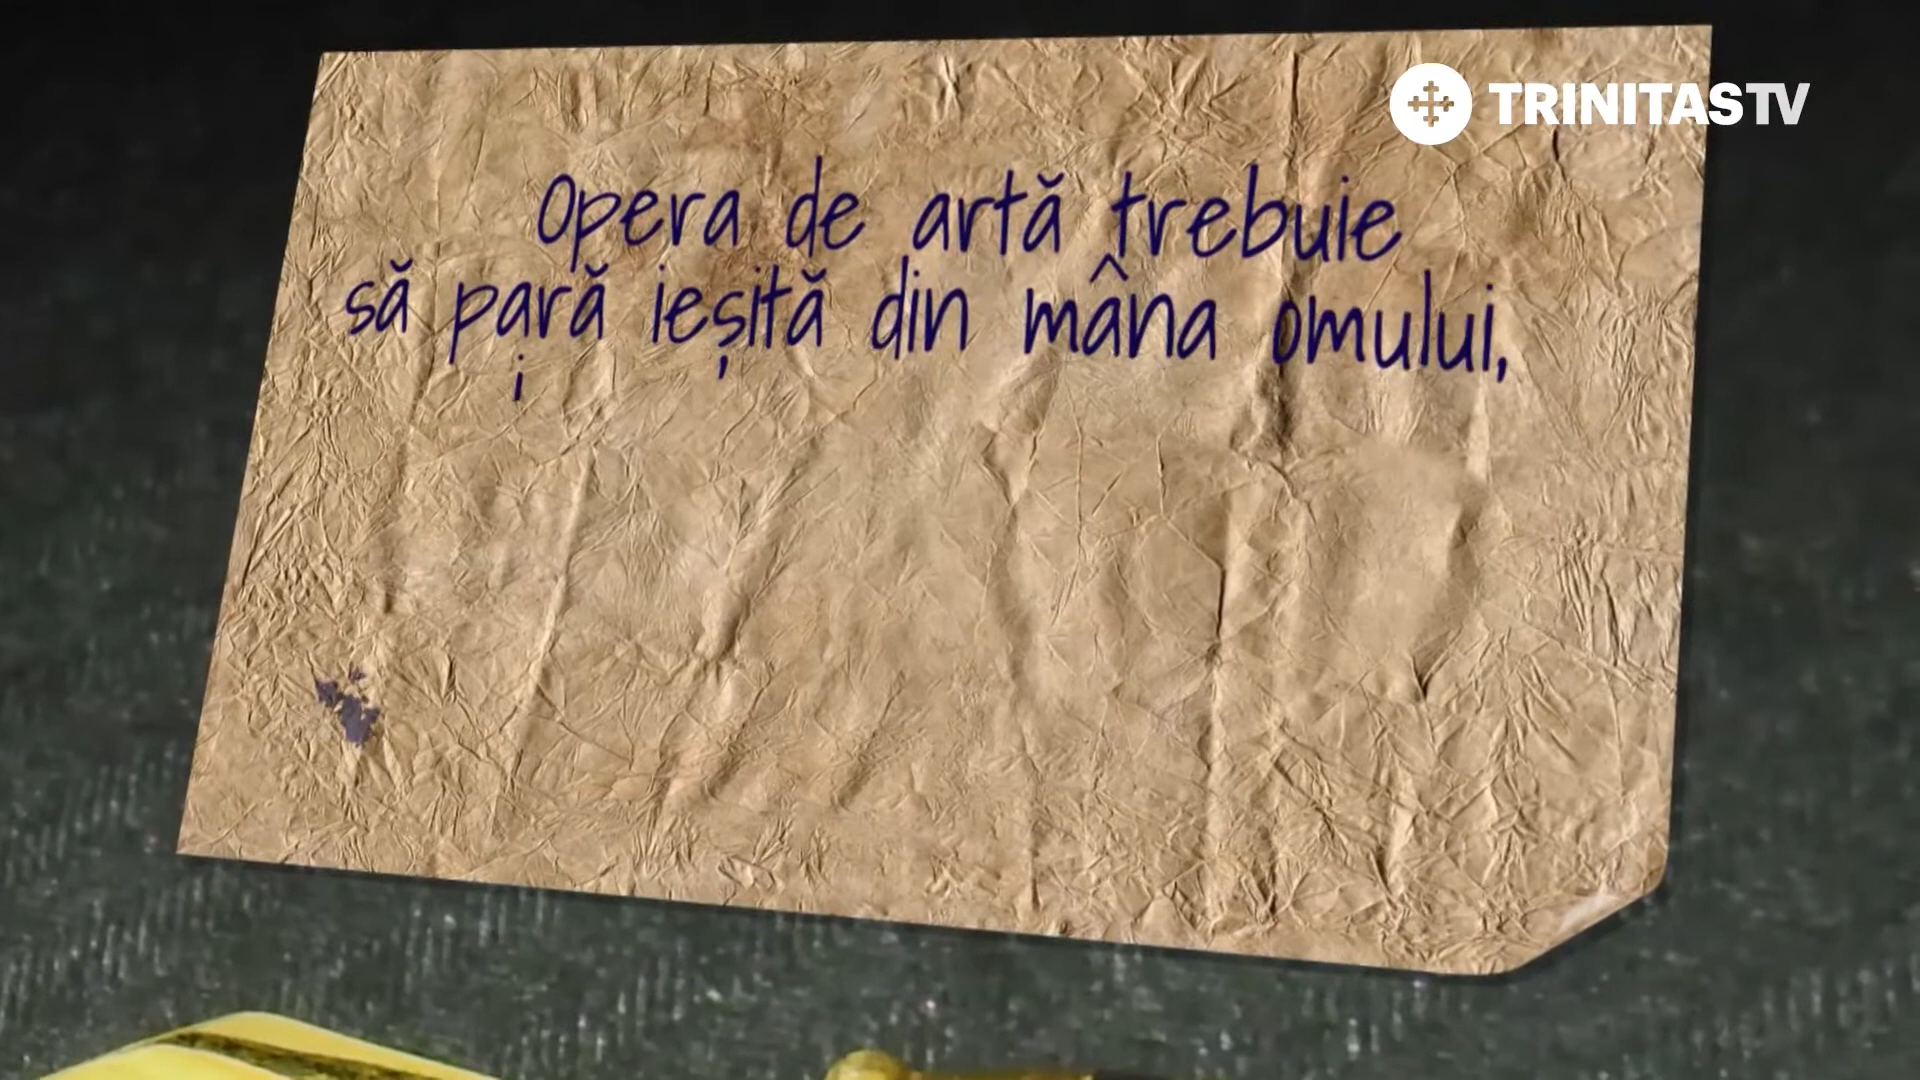 TRINITASTV
Opera de artă trebuie
să pară ieșită din mâna omului,
i